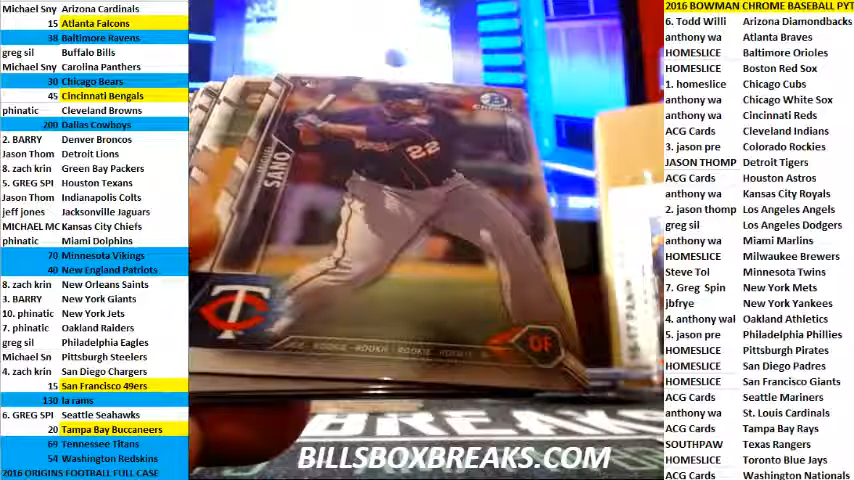 Michael Sny Arizona Cardinals
15 Atlanta Falcons
38 Baltimore Ravens
greg sil Buffalo Bills
Michael Sny Carolina Panthers
30 Chicago Bears
45 Cincinnati Bengals
phinatic Cleveland Browns
200 Dallas Cowboys
2. BARRY Denver Broncos
Jason Thom Detroit Lions
8. zach krin Green Bay Packers
5. GREG SPI Houston Texans
Jason Thom Indianapolis Colts
jeff jones Jacksonville Jaguars
MICHAEL MC Kansas City Chiefs
phinatic Miami Dolphins
70 Minnesota Vikings
40 New England Patriots
8. zach krin New Orleans Saints
3. BARRY New York Giants
10. phinatic New York Jets
7. phinatic Oakland Raiders
greg sil Philadelphia Eagles
Michael Sn Pittsburgh Steelers
4. zach krin San Diego Chargers
15 San Francisco 49ers
130 la rams
6. GREG SPI Seattle Seahawks
20 Tampa Bay Buccaneers
69 Tennessee Titans
54 Washington Redskins
2016 ORIGINS FOOTFALL FULL CASE
SANO
22
ROOKIE ROOKIE ROOKIE
OF
BREAKS
BILLSBOXBREAKS.COM
2016 BOWMAN CHROME BASEBALL PYT
6. Todd Willi Arizona Diamondbacks
anthony wa Atlanta Braves
HOMESLICE Baltimore Orioles
HOMESLICE Boston Red Sox
1. homeslice Chicago Cubs
anthony wa Chicago White Sox
anthony wa Cincinnati Reds
ACG Cards Cleveland Indians
3. jason pre Colorado Rockies
JASON THOMP Detroit Tigers
ACG Cards Houston Astros
anthony wa Kansas City Royals
2. jason thomp Los Angeles Angels
greg sil Los Angeles Dodgers
anthony wa Miami Marlins
HOMESLICE Milwaukee Brewers
Steve Tol Minnesota Twins
7. Greg Spin New York Mets
jbfrye New York Yankees
4. anthony wal Oakland Athletics
5. jason pre Philadelphia Phillies
HOMESLICE Pittsburgh Pirates
HOMESLICE San Diego Padres
HOMESLICE San Francisco Giants
ACG Cards Seattle Mariners
anthony wa St. Louis Cardinals
ACG Cards Tampa Bay Rays
SOUTHPAW Texas Rangers
HOMESLICE Toronto Blue Jays
ACG Cards Washington Nationals